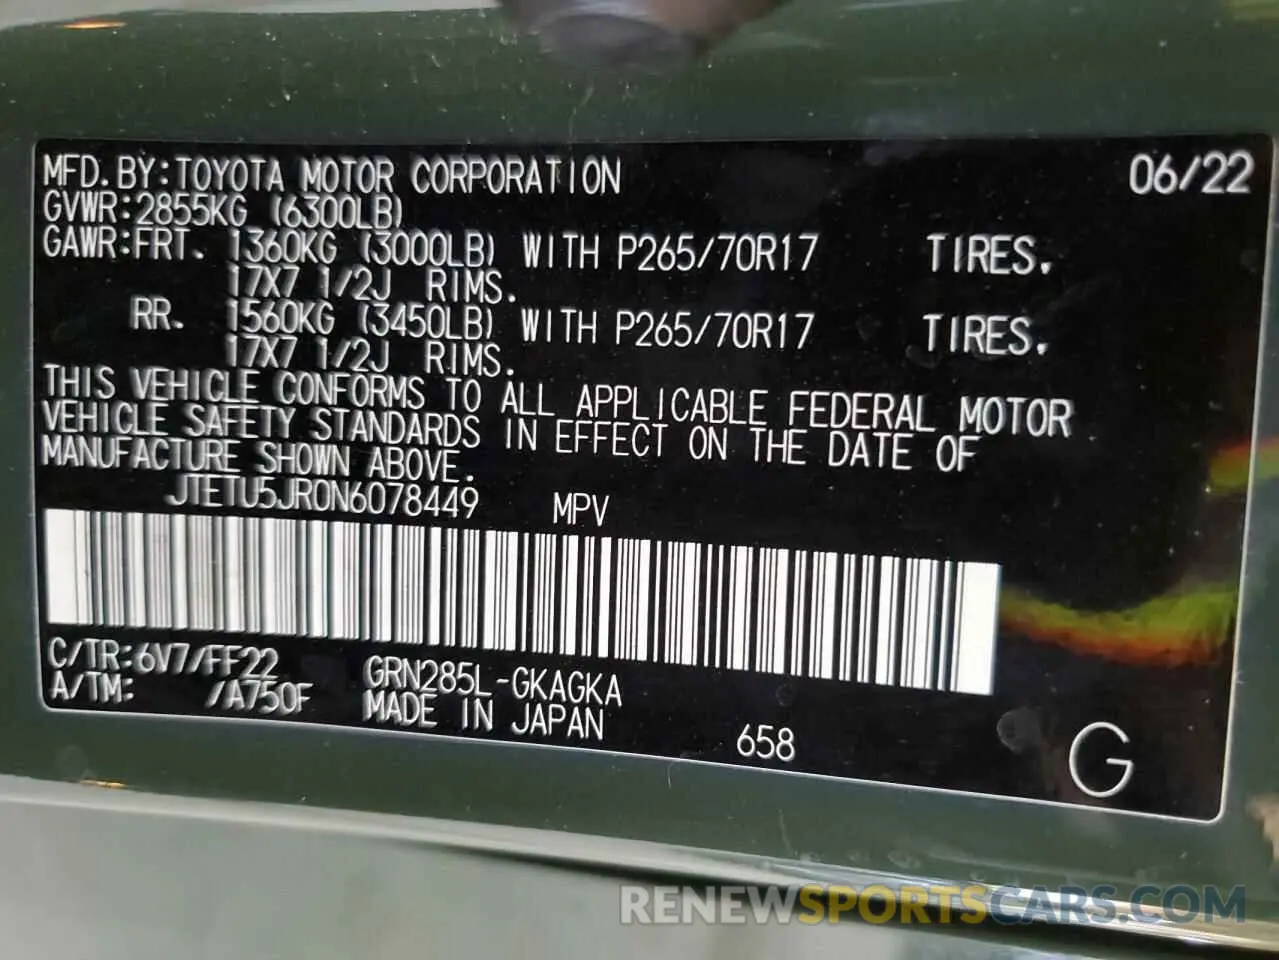 MFD. BY: TOYOTA MOTOR CORPORATION 06/22
GVWR: 2855KG (6300LB)
GAWR: FRT. 1360KG (3000LB) WITH P265/70R17 TIRES.
17X7 1/2J RIMS.
RR. 1560KG (3450LB) WITH P265/70R17 TIRES.
17X7 1/2J RIMS.
THIS VEHICLE CONFORMS TO ALL APPLICABLE FEDERAL MOTOR
VEHICLE SAFETY STANDARDS IN EFFECT ON THE DATE OF
MANUFACTURE SHOWN ABOVE.
JTETU5JR0N6078449 MPV
C/TR: 6V7/FF22 GRN285L-GKAGKA
A/TM: /A750F MADE IN JAPAN 658
G
RENEWSPORTSCARS.COM